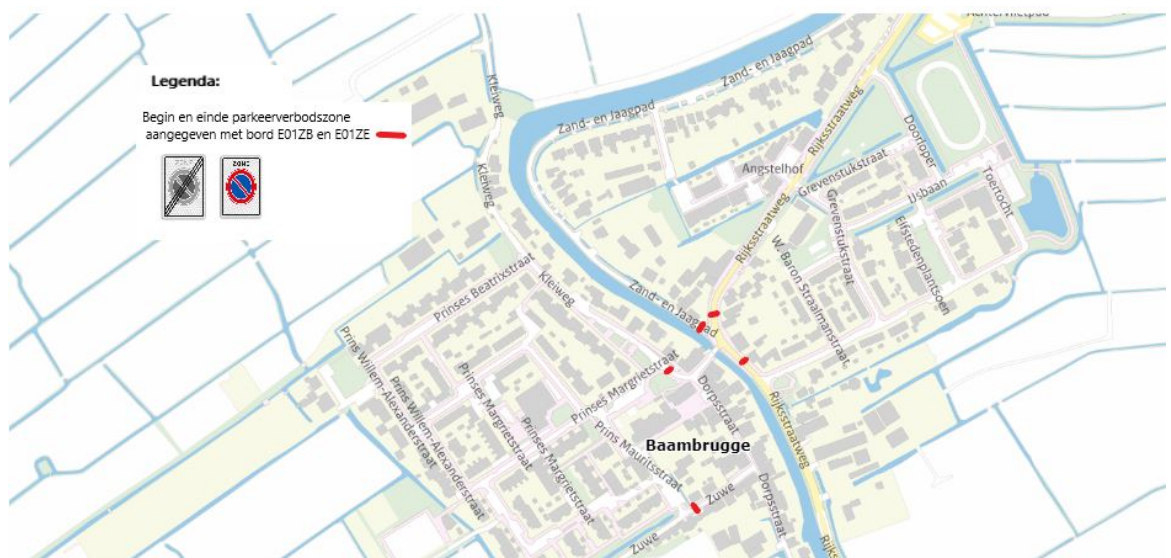 Achtervlietpad
Legenda:
Begin en einde parkeerverbodszone
aangegeven met bord E01ZB en E01ZE
ZONE
ZONE
Kleiweg
Kleiweg
Kleiweg
Zand- en Jaagpad
Zand- en Jaagpad
Zand- en Jaagpad
Rijksstraatweg
Rijksstraatweg
Rijksstraatweg
Angstelhof
Grevenstukstraat
Grevenstukstraat
Doorloper
IJsbaan
Toertocht
Elfstedenplantsoen
W. Baron Straalmanstraat
Prinses Beatrixstraat
Prins Willem-Alexanderstraat
Prins Willem-Alexanderstraat
Prinses Margrietstraat
Prinses Margrietstraat
Prinses Margrietstraat
Prins Mauritsstraat
Dorpsstraat
Dorpsstraat
Baambrugge
Zuwe
Zuwe